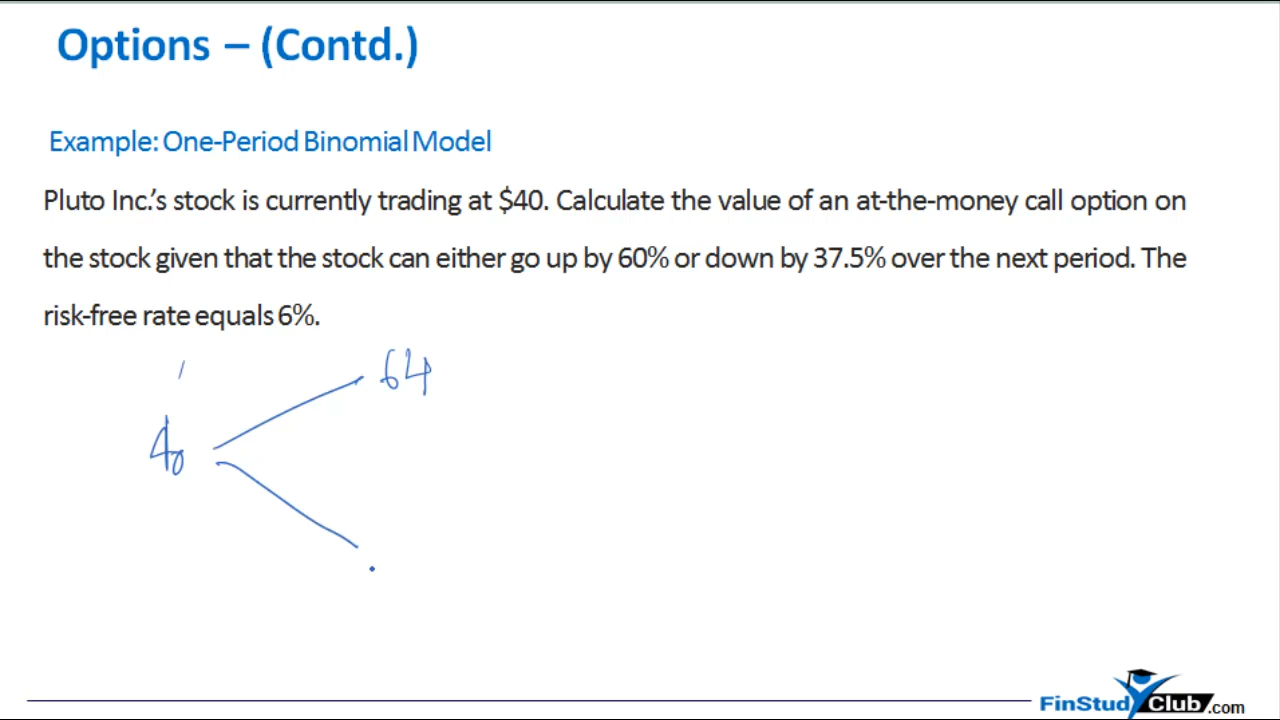 Options – (Contd.)
Example: One-Period Binomial Model
Pluto Inc.’s stock is currently trading at $40. Calculate the value of an at-the-money call option on
the stock given that the stock can either go up by 60% or down by 37.5% over the next period. The
risk-free rate equals 6%.
64
40
FinStudyClub.com